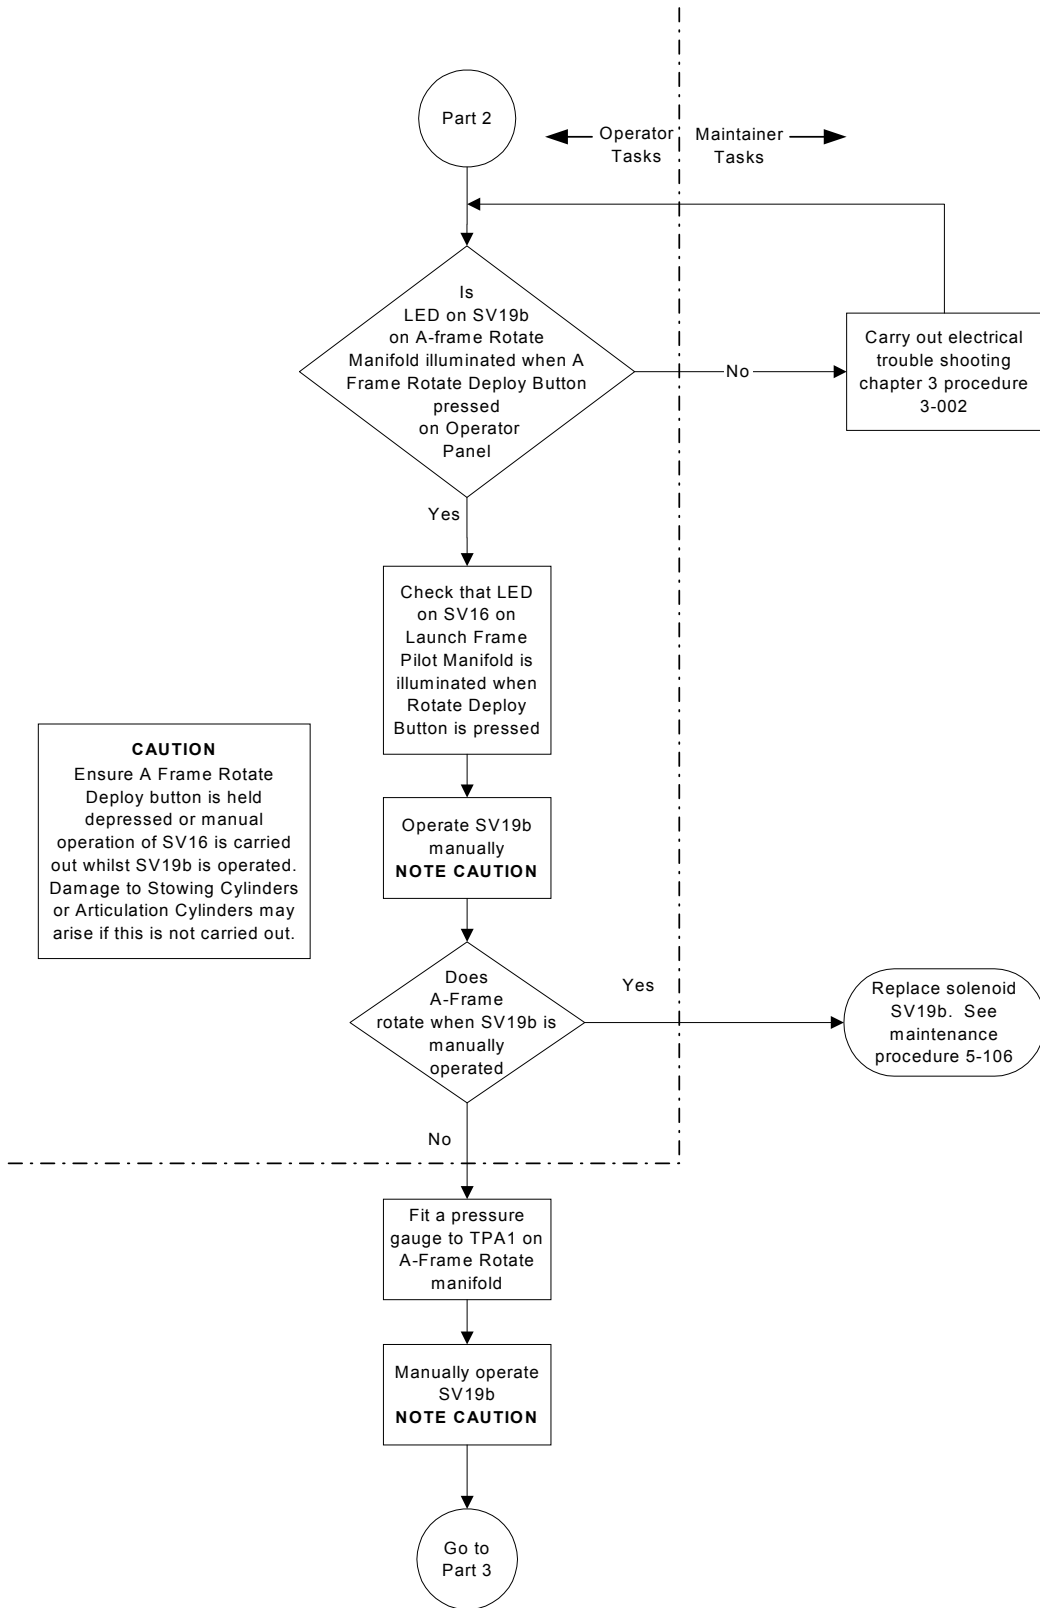 Part 2
Operator
Tasks
Maintainer
Tasks
Is
LED on SV19b
on A-frame Rotate
Manifold illuminated when A
Frame Rotate Deploy Button
pressed
on Operator
Panel
No
Carry out electrical
trouble shooting
chapter 3 procedure
3-002
Yes
Check that LED
on SV16 on
Launch Frame
Pilot Manifold is
illuminated when
Rotate Deploy
Button is pressed
CAUTION
Ensure A Frame Rotate
Deploy button is held
depressed or manual
operation of SV16 is carried
out whilst SV19b is operated.
Damage to Stowing Cylinders
or Articulation Cylinders may
arise if this is not carried out.
Operate SV19b
manually
NOTE CAUTION
Does
A-Frame
rotate when SV19b is
manually
operated
Yes
Replace solenoid
SV19b.  See
maintenance
procedure 5-106
No
Fit a pressure
gauge to TPA1 on
A-Frame Rotate
manifold
Manually operate
SV19b
NOTE CAUTION
Go to
Part 3